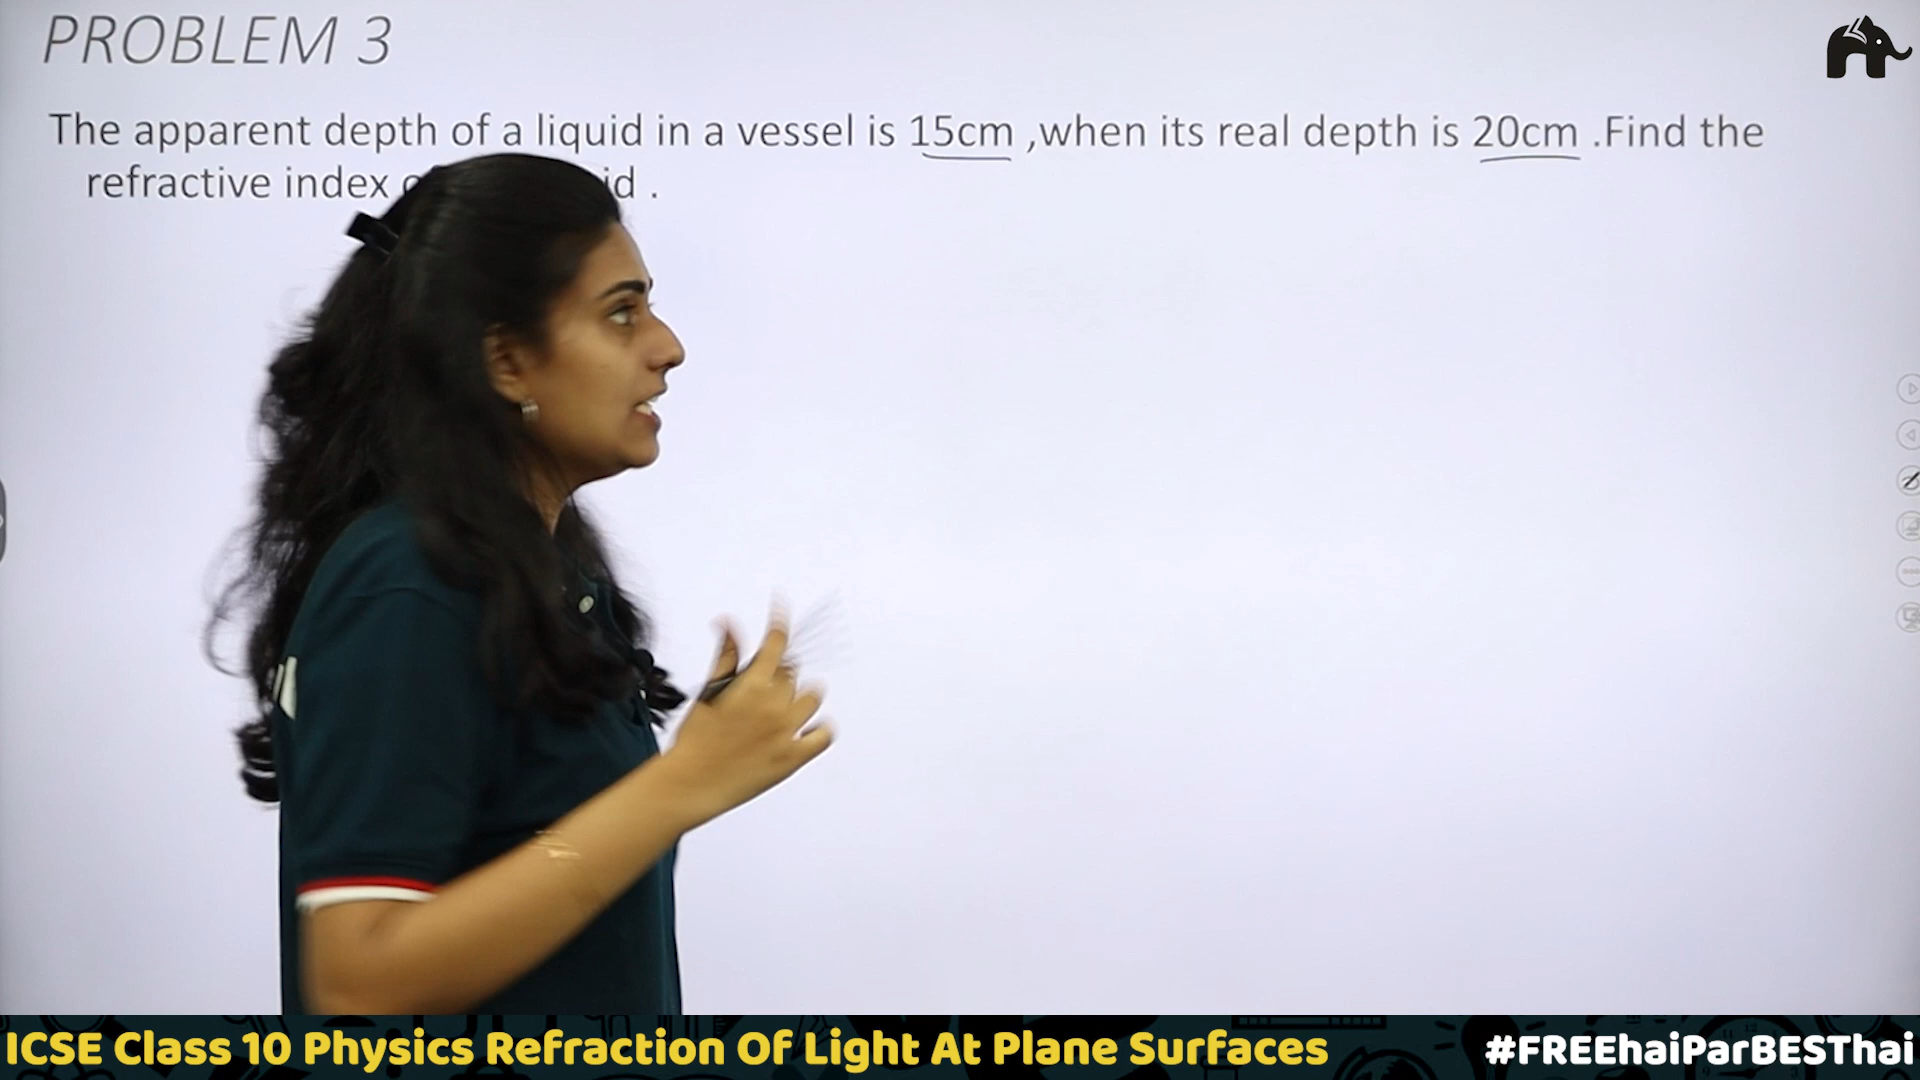 PROBLEM 3
The apparent depth of a liquid in a vessel is 15cm ,when its real depth is 20cm .Find the
refractive index .
ICSE Class 10 Physics Refraction Of Light At Plane Surfaces
#FREEhaiParBESThai